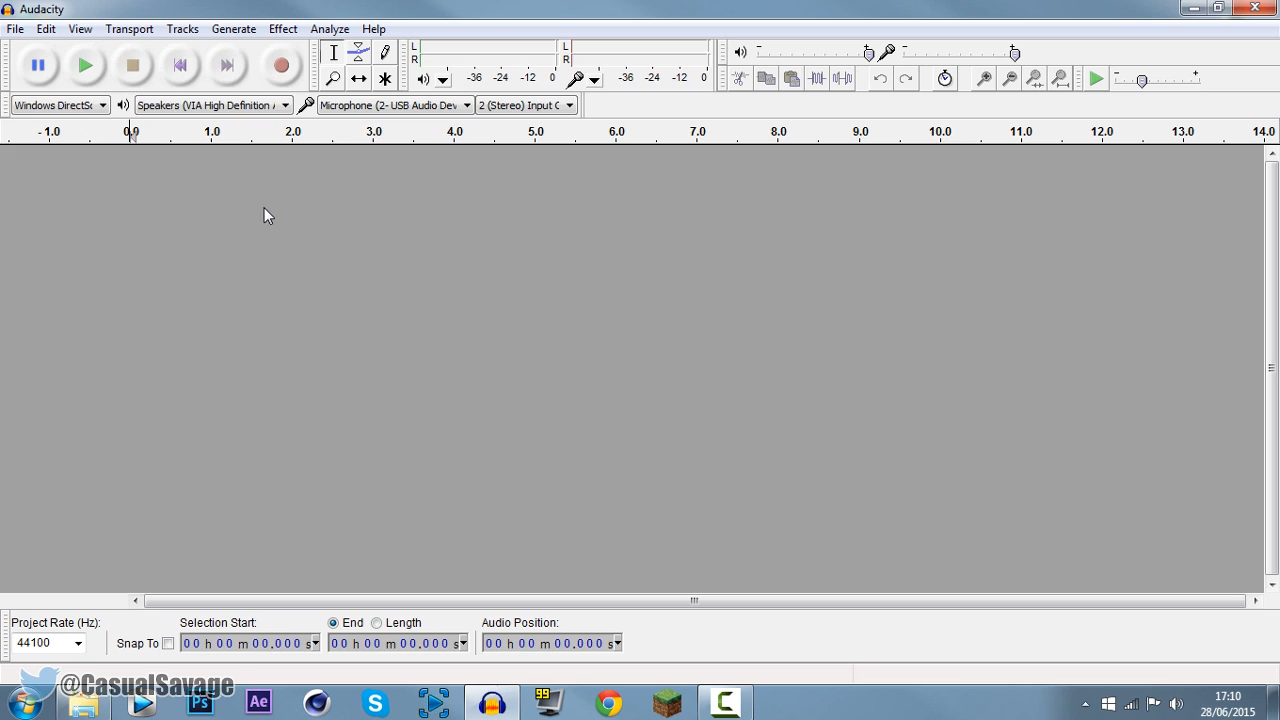 Audacity
File Edit View Transport Tracks Generate Effect Analyze Help
L L
R R
-36 -24 -12 0 -36 -24 -12 0
Windows DirectSo Speakers (VIA High Definition A Microphone (2- USB Audio Dev 2 (Stereo) Input C
- 1.0 0.0 1.0 2.0 3.0 4.0 5.0 6.0 7.0 8.0 9.0 10.0 11.0 12.0 13.0 14.0
Project Rate (Hz): Selection Start: End Length Audio Position:
44100 Snap To 00 h 00 m 00.000 s 00 h 00 m 00.000 s 00 h 00 m 00.000 s
@CasualSavage
Ps Ae S 99 C
17:10
28/06/2015